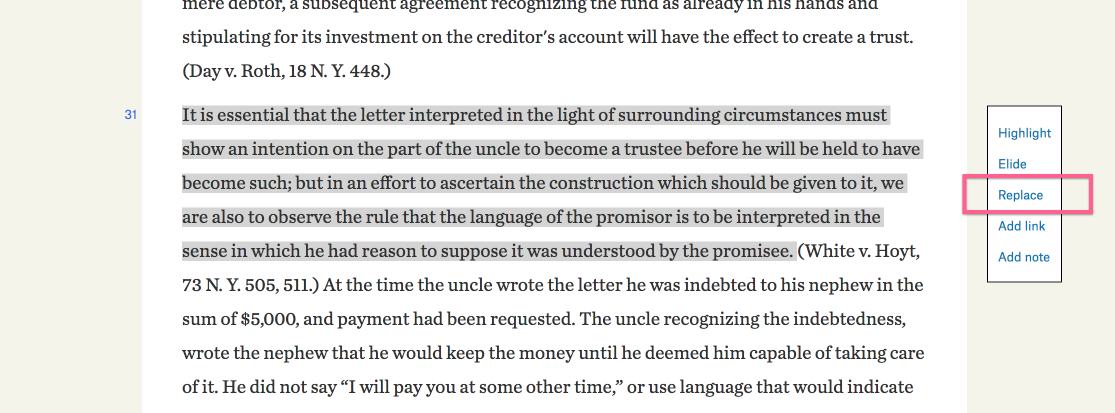 mere debtor, a subsequent agreement recognizing the fund as already in his hands and
stipulating for its investment on the creditor's account will have the effect to create a trust.
(Day v. Roth, 18 N. Y. 448.)
31
It is essential that the letter interpreted in the light of surrounding circumstances must
show an intention on the part of the uncle to become a trustee before he will be held to have
become such; but in an effort to ascertain the construction which should be given to it, we
are also to observe the rule that the language of the promisor is to be interpreted in the
sense in which he had reason to suppose it was understood by the promisee. (White v. Hoyt,
73 N. Y. 505, 511.) At the time the uncle wrote the letter he was indebted to his nephew in the
sum of $5,000, and payment had been requested. The uncle recognizing the indebtedness,
wrote the nephew that he would keep the money until he deemed him capable of taking care
of it. He did not say “I will pay you at some other time,” or use language that would indicate
Highlight
Elide
Replace
Add link
Add note